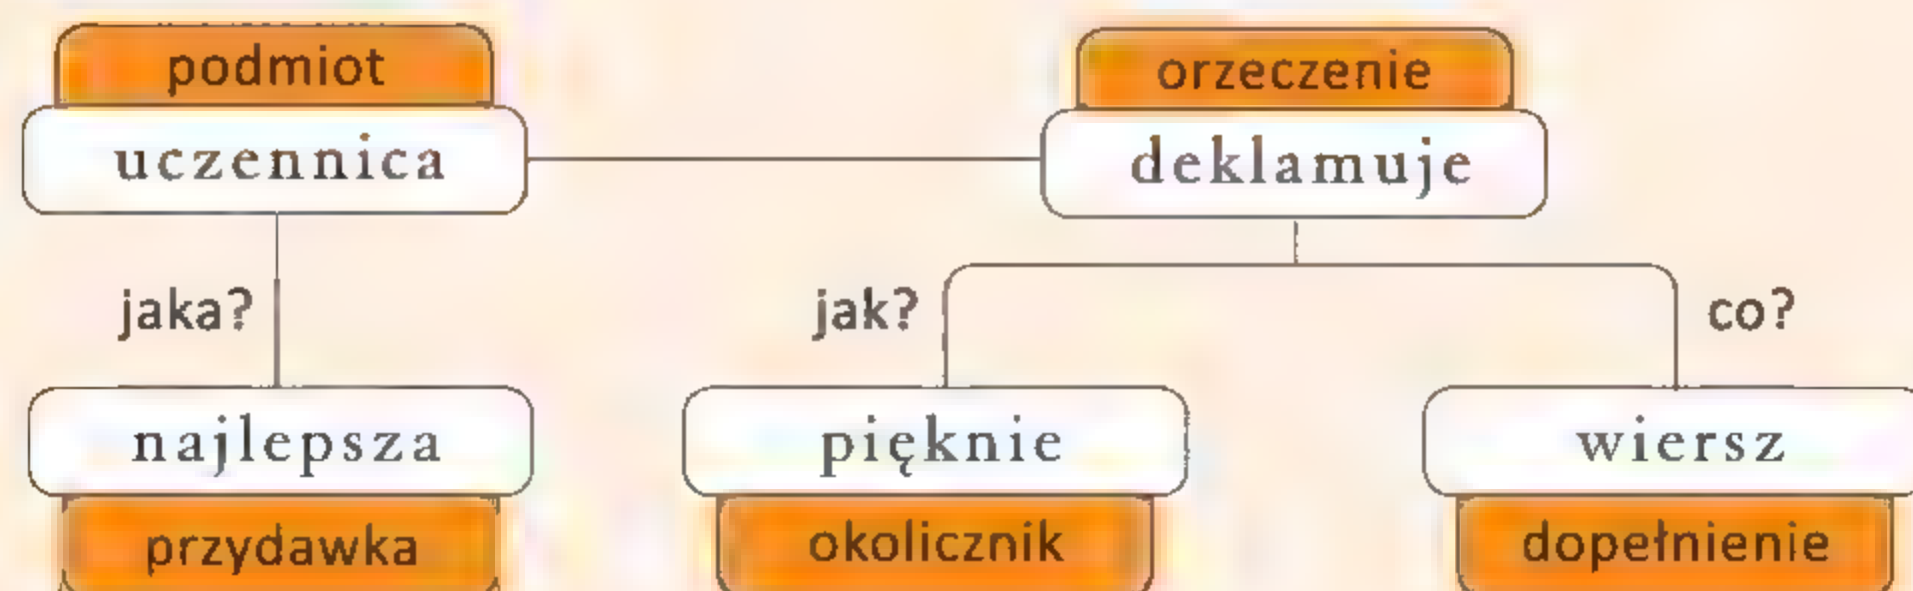 podmiot
orzeczenie
uczennica
deklamuje
jaka?
jak?
co?
najlepsza
pięknie
wiersz
przydawka
okolicznik
dopełnienie